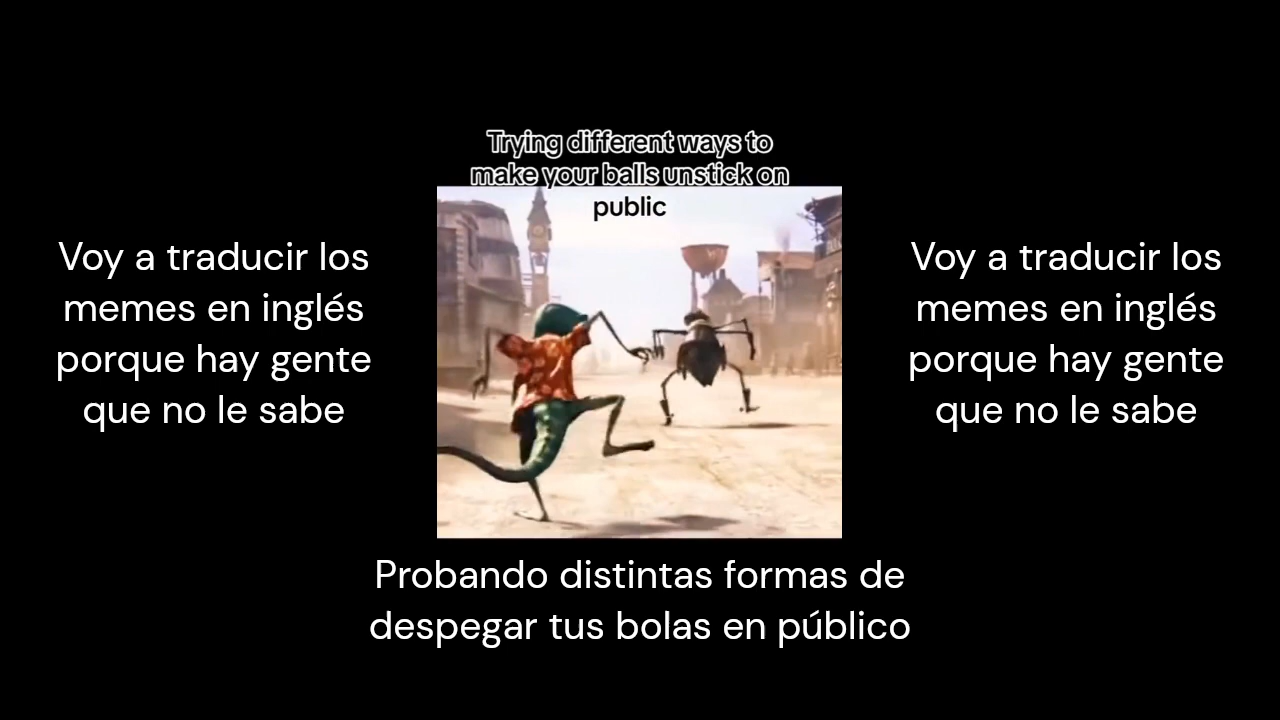 Trying different ways to
make your balls unstick on
public
Voy a traducir los
memes en inglés
porque hay gente
que no le sabe
Voy a traducir los
memes en inglés
porque hay gente
que no le sabe
Probando distintas formas de
despegar tus bolas en público